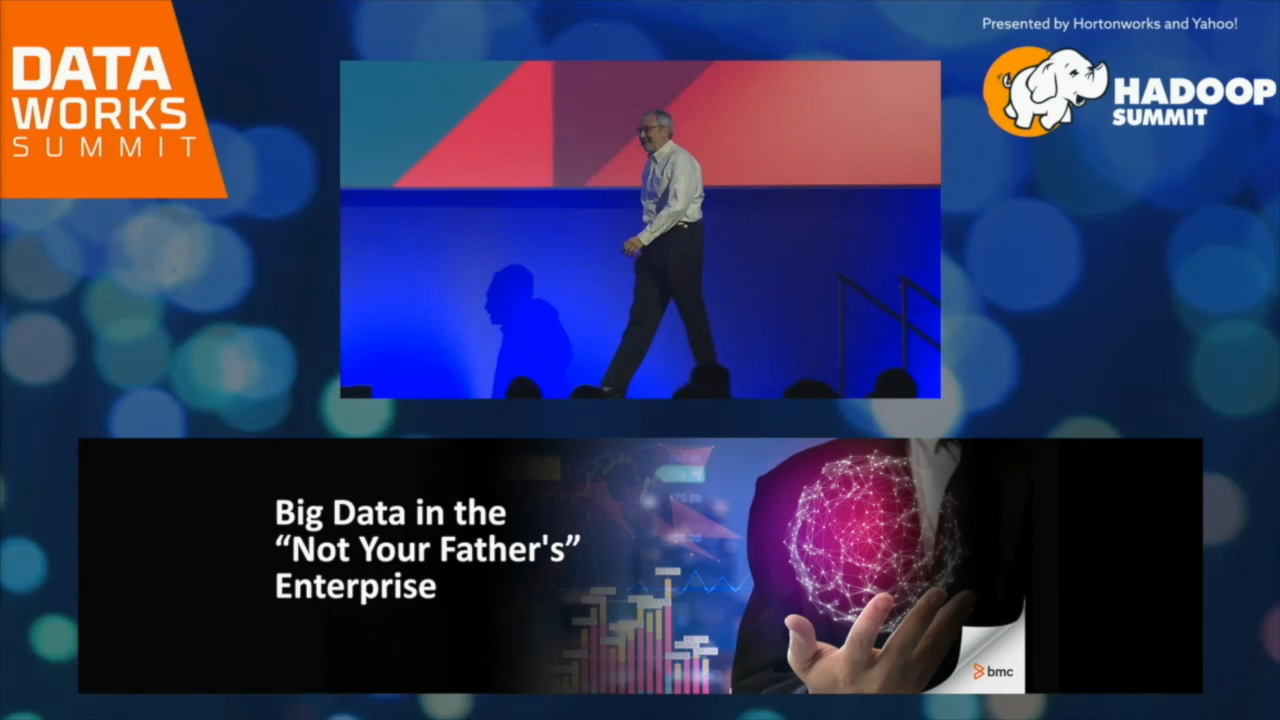 Presented by Hortonworks and Yahoo!
DATA
WORKS
SUMMIT
HADOOP
SUMMIT
Big Data in the
“Not Your Father's”
Enterprise
bmc